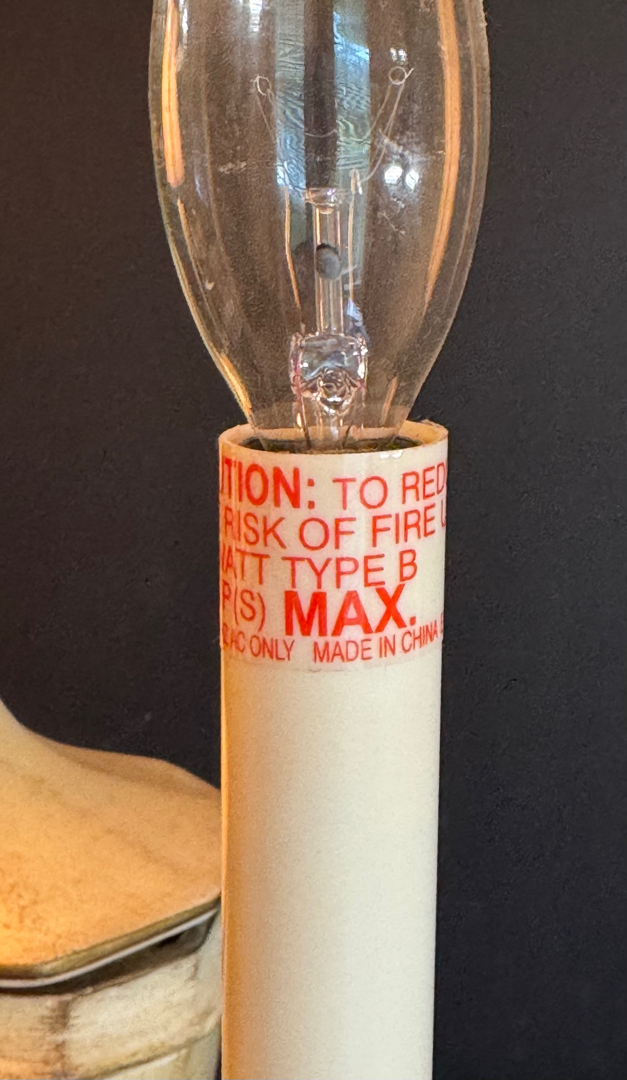 UTION: TO RED
RISK OF FIRE U
ATT TYPE B
P(S) MAX.
AC ONLY MADE IN CHINA